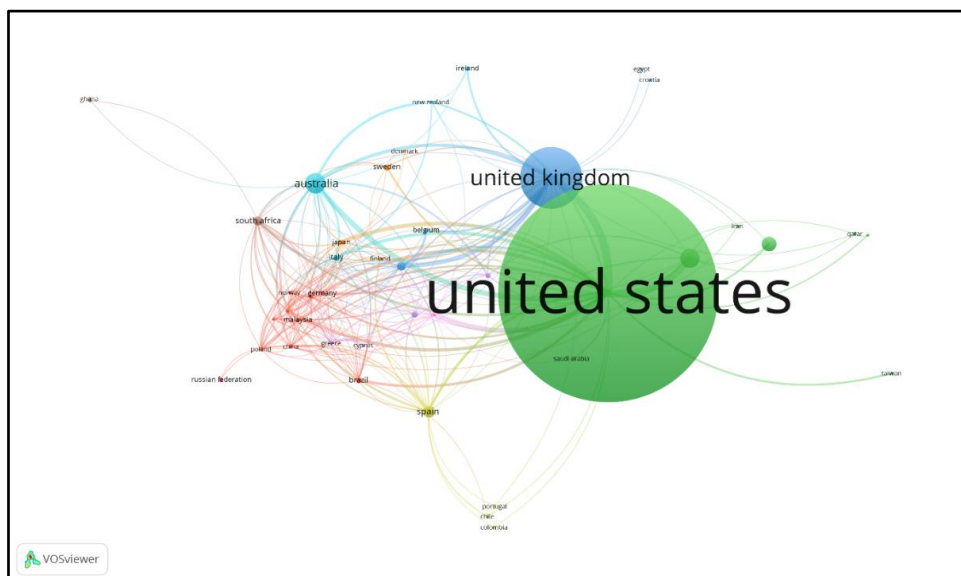 ireland
egypt
croatia
ghana
new zealand
denmark
sweden
united kingdom
australia
south africa
belgium
iran
qatar
japan
italy
finland
united states
norway
germany
malaysia
greece
cyprus
poland
china
saudi arabia
taiwan
russian federation
brazil
spain
portugal
chile
colombia
VOSviewer